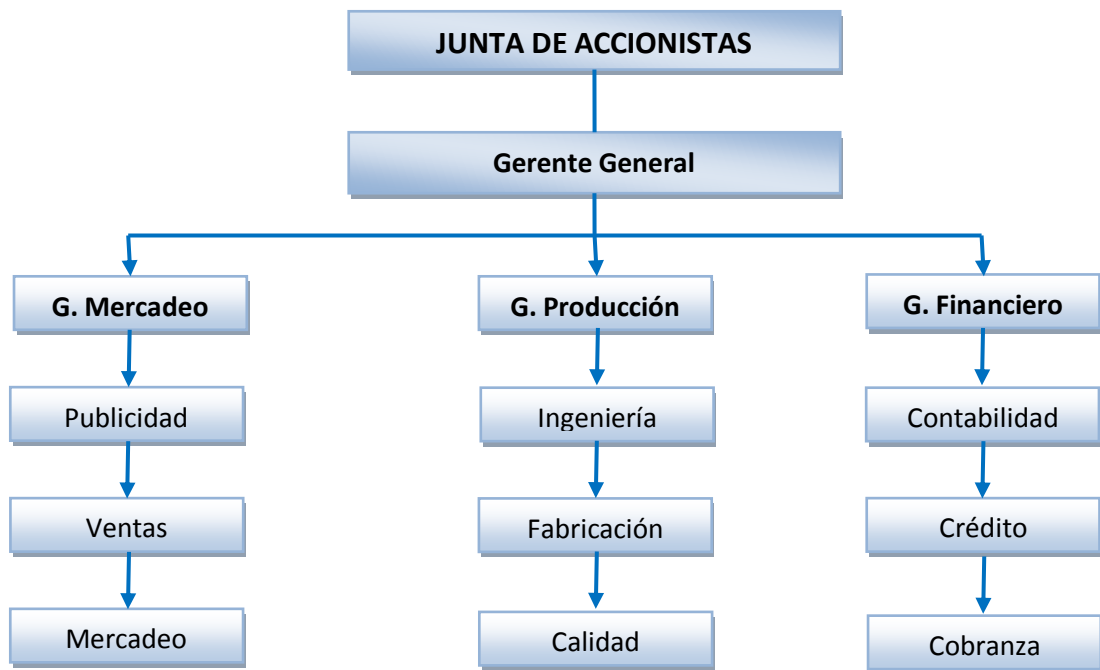 JUNTA DE ACCIONISTAS
Gerente General
G. Mercadeo
G. Producción
G. Financiero
Publicidad
Ingeniería
Contabilidad
Ventas
Fabricación
Crédito
Mercadeo
Calidad
Cobranza